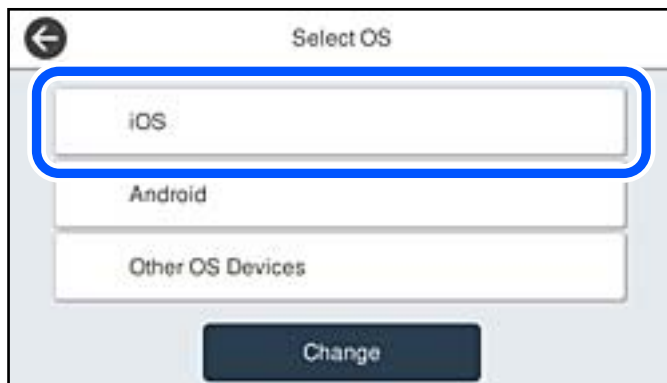 Select OS
iOS
Android
Other OS Devices
Change